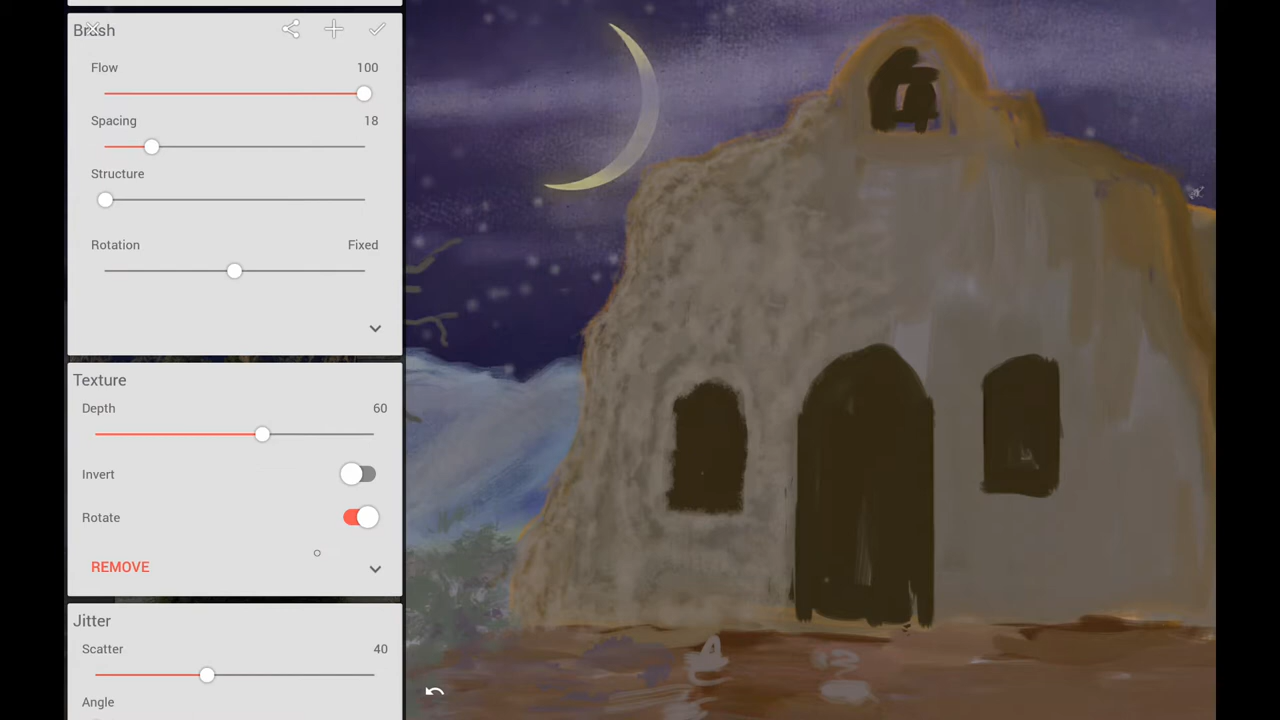 Brush
Flow 100
Spacing 18
Structure
Rotation Fixed
Texture
Depth 60
Invert
Rotate
REMOVE
Jitter
Scatter 40
Angle